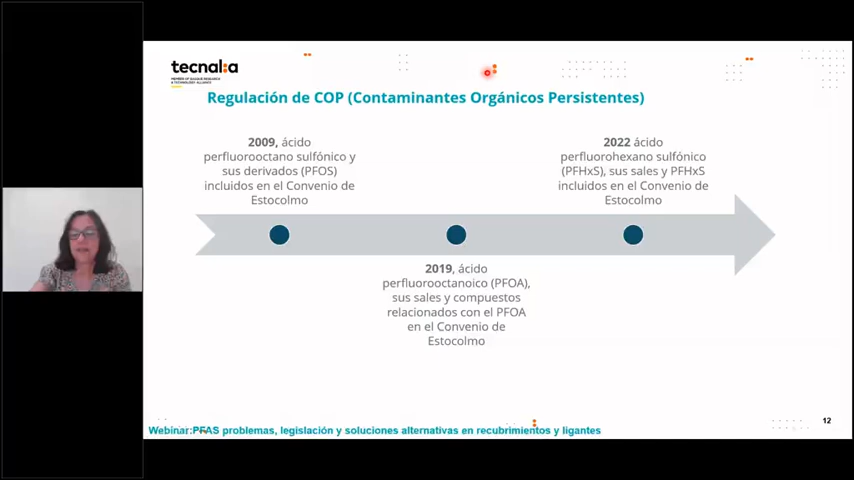 tecnalia
MEMBER OF BASQUE RESEARCH
& TECHNOLOGY ALLIANCE
Regulación de COP (Contaminantes Orgánicos Persistentes)
2009, ácido
perfluorooctano sulfónico y
sus derivados (PFOS)
incluidos en el Convenio de
Estocolmo
2022 ácido
perfluorohexano sulfónico
(PFHxS), sus sales y PFHxS
incluidos en el Convenio de
Estocolmo
2019, ácido
perfluorooctanoico (PFOA),
sus sales y compuestos
relacionados con el PFOA
en el Convenio de
Estocolmo
12
Webinar:PFAS problemas, legislación y soluciones alternativas en recubrimientos y ligantes